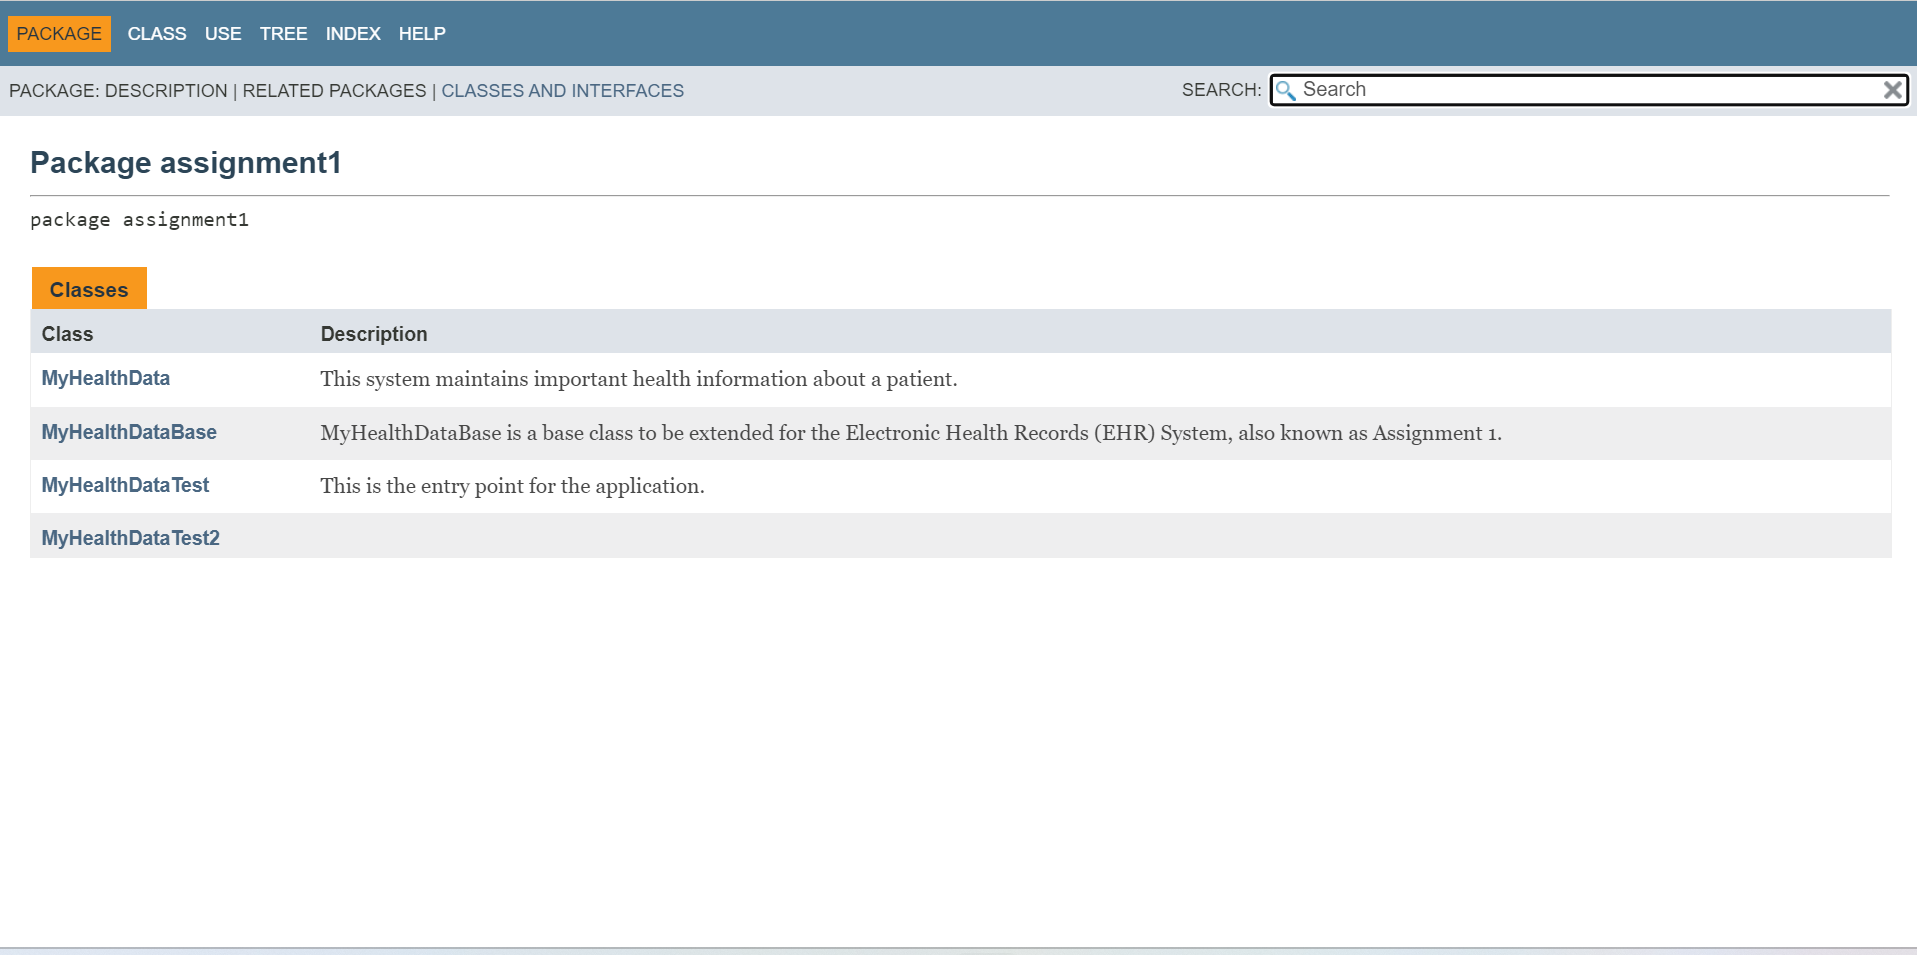 PACKAGE CLASS USE TREE INDEX HELP
PACKAGE: DESCRIPTION | RELATED PACKAGES | CLASSES AND INTERFACES SEARCH: Search
Package assignment1
package assignment1
Classes
Class Description
MyHealthData This system maintains important health information about a patient.
MyHealthDataBase MyHealthDataBase is a base class to be extended for the Electronic Health Records (EHR) System, also known as Assignment 1.
MyHealthDataTest This is the entry point for the application.
MyHealthDataTest2